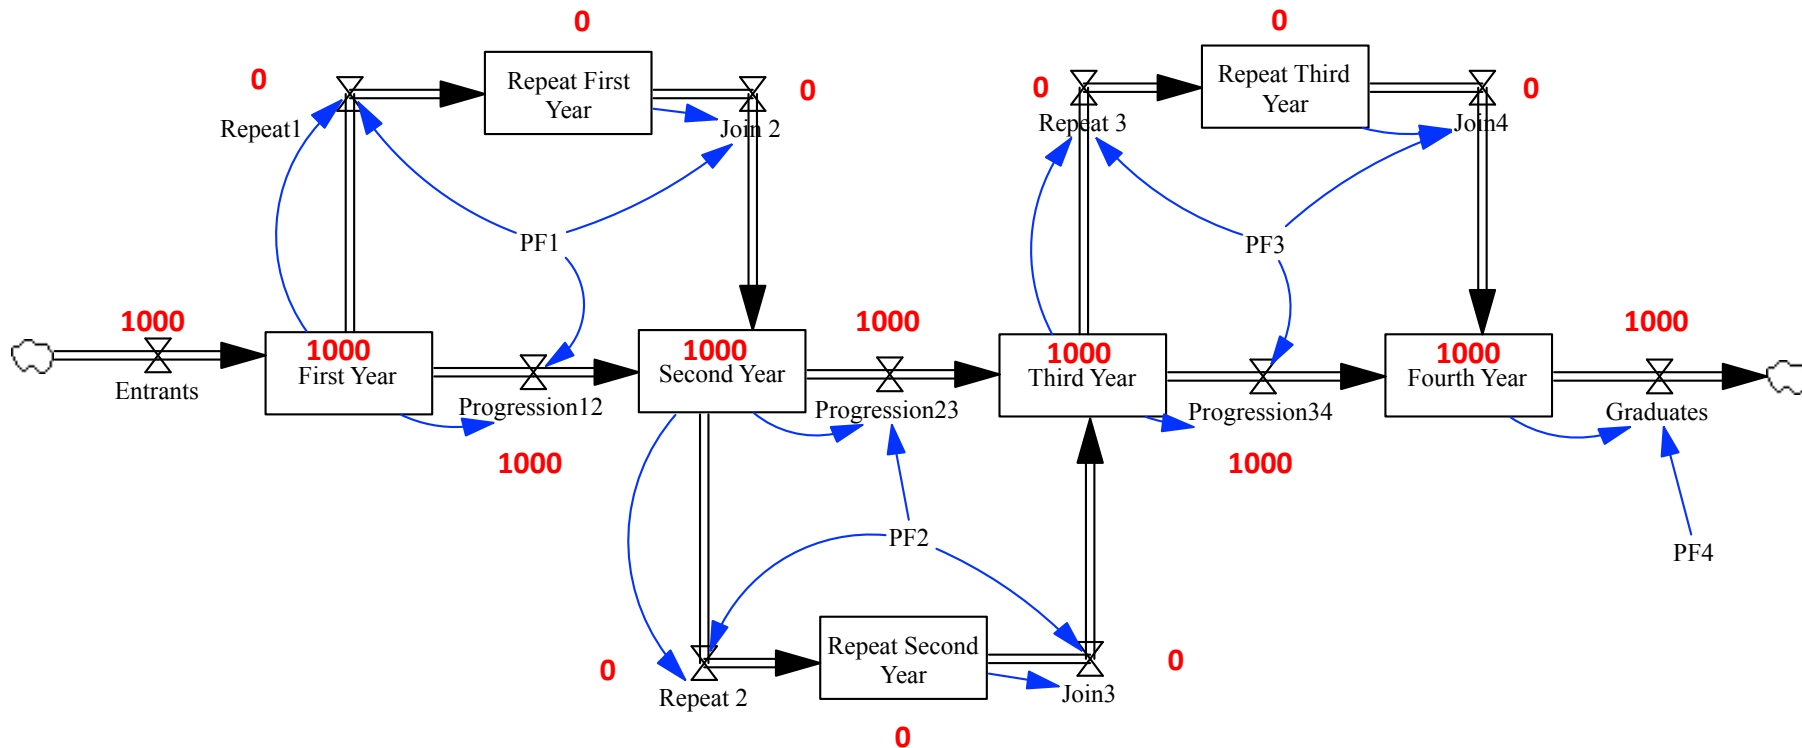 0
0
0
Repeat First
Year
Repeat Third
Year
0
0
0
Repeat1
Join 2
Repeat 3
Join4
PF1
PF3
1000
1000
1000
1000
1000
1000
1000
First Year
Second Year
Third Year
Fourth Year
Entrants
Progression12
Progression23
Progression34
Graduates
1000
1000
PF2
PF4
Repeat Second
Year
0
0
Repeat 2
Join3
0